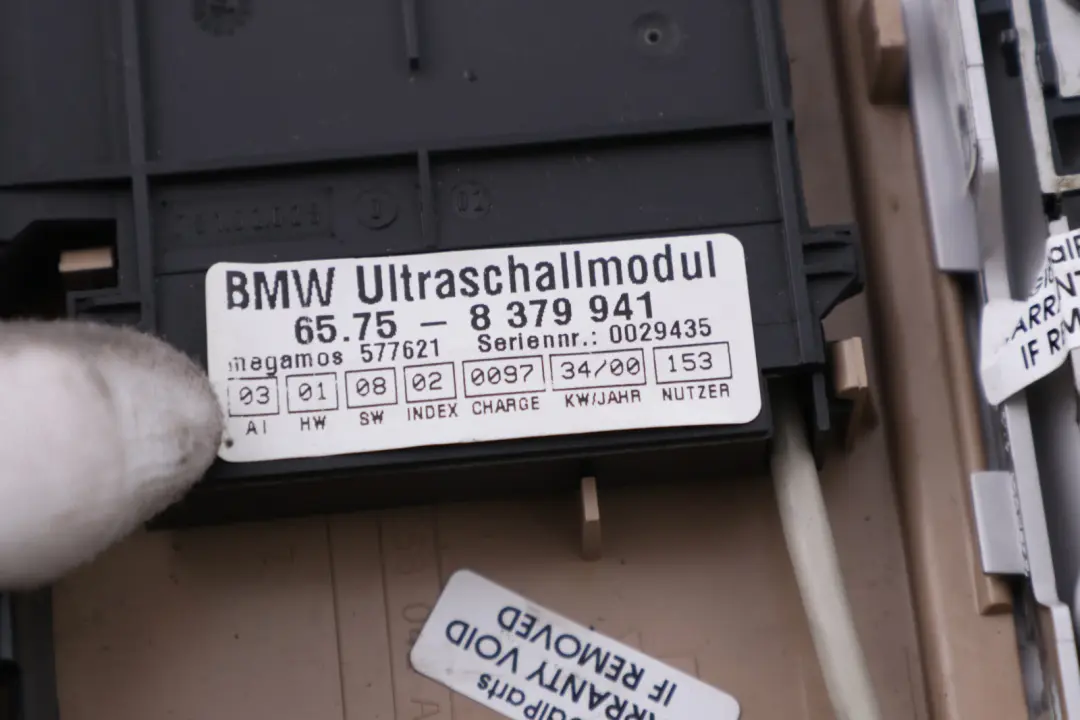 BMW Ultraschallmodul
65.75 – 8 379 941
megamos 577621 Seriennr.: 0029435
03 01 08 02 0097 34/00 153
AI HW SW INDEX CHARGE KW/JAHR NUTZER
IF REMOVED
VOID
IF R